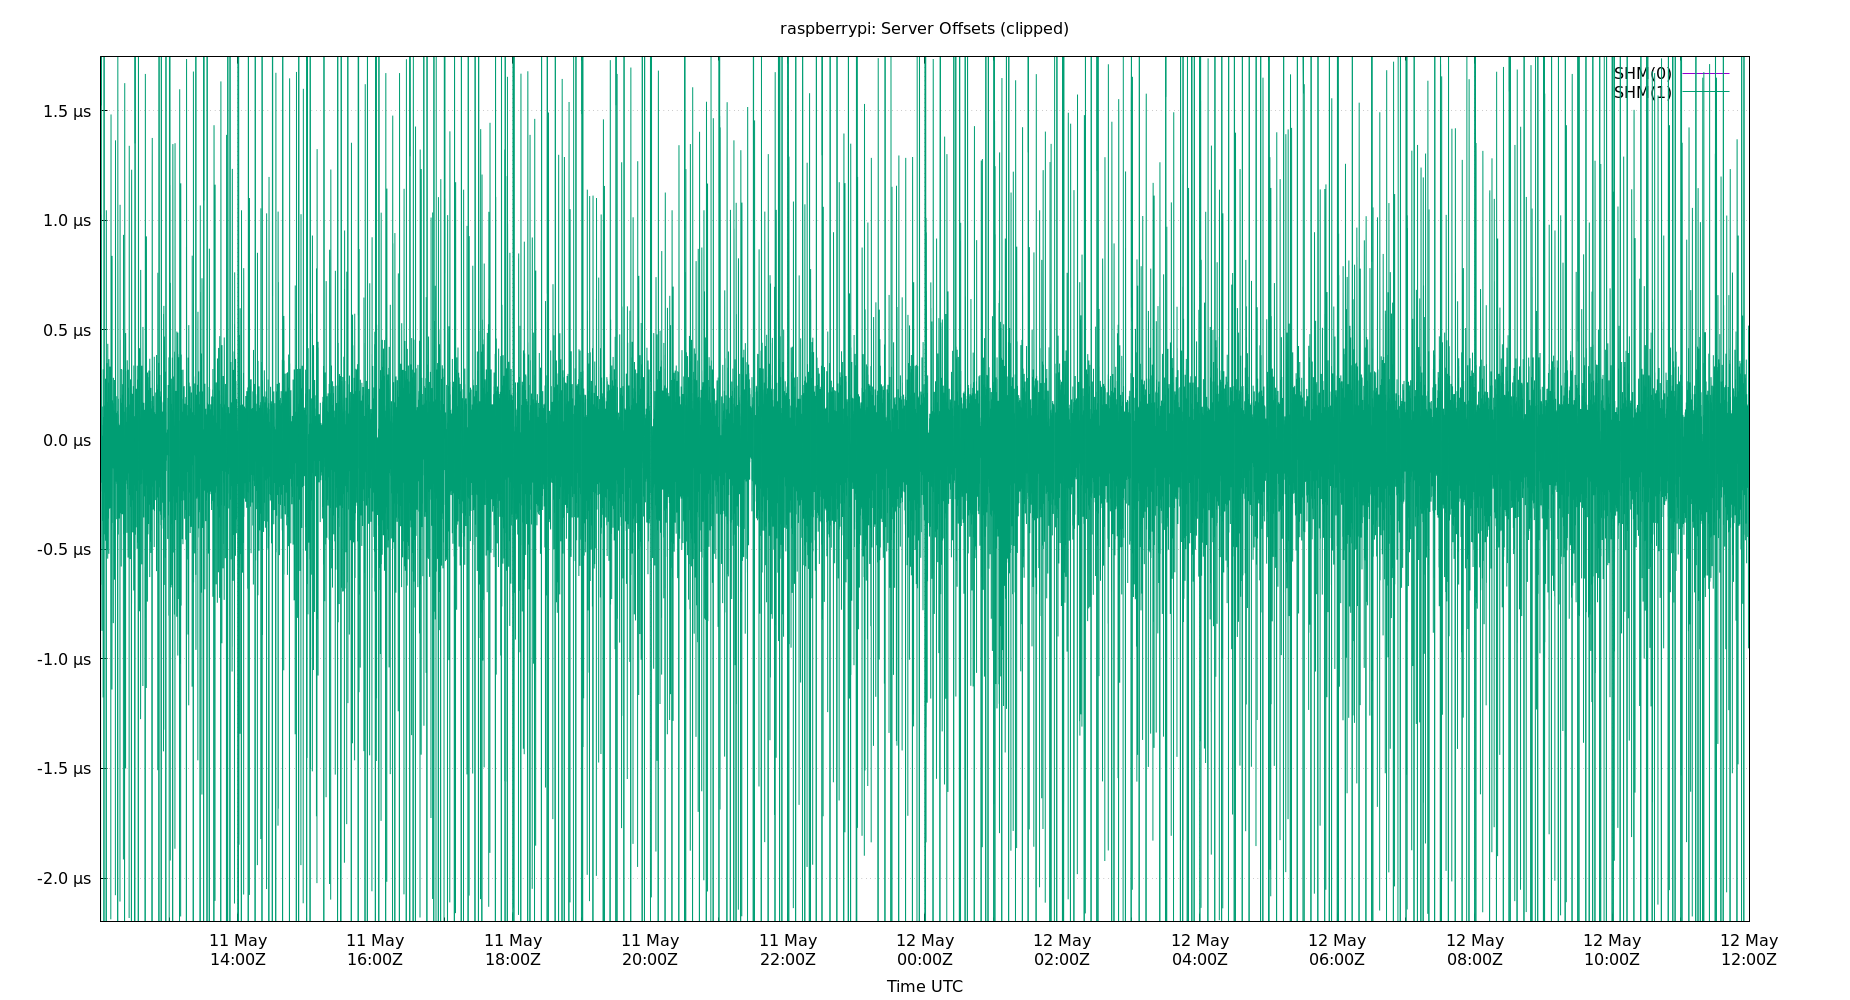 raspberrypi: Server Offsets (clipped)
SHM(0)
SHM(1)
1.5 µs
1.0 µs
0.5 µs
0.0 µs
-0.5 µs
-1.0 µs
-1.5 µs
-2.0 µs
11 May 11 May 11 May 11 May 11 May 12 May 12 May 12 May 12 May 12 May 12 May 12 May
14:00Z 16:00Z 18:00Z 20:00Z 22:00Z 00:00Z 02:00Z 04:00Z 06:00Z 08:00Z 10:00Z 12:00Z
Time UTC